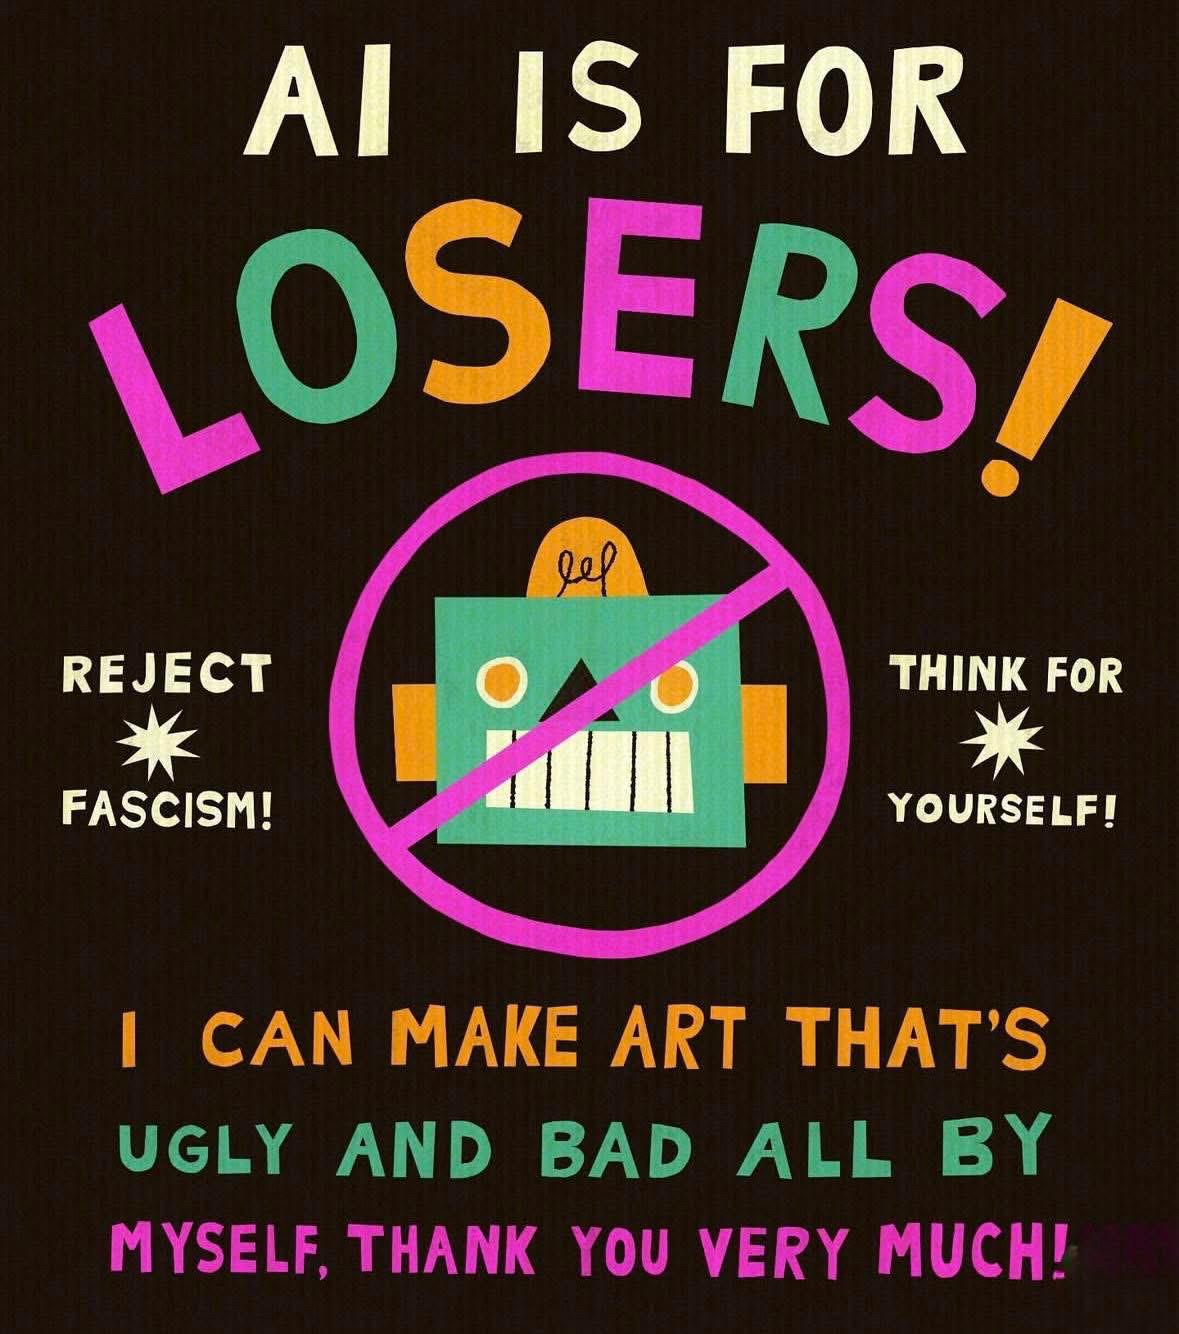 AI IS FOR
LOSERS!
REJECT
FASCISM!
THINK FOR
YOURSELF!
I CAN MAKE ART THAT'S
UGLY AND BAD ALL BY
MYSELF, THANK YOU VERY MUCH!